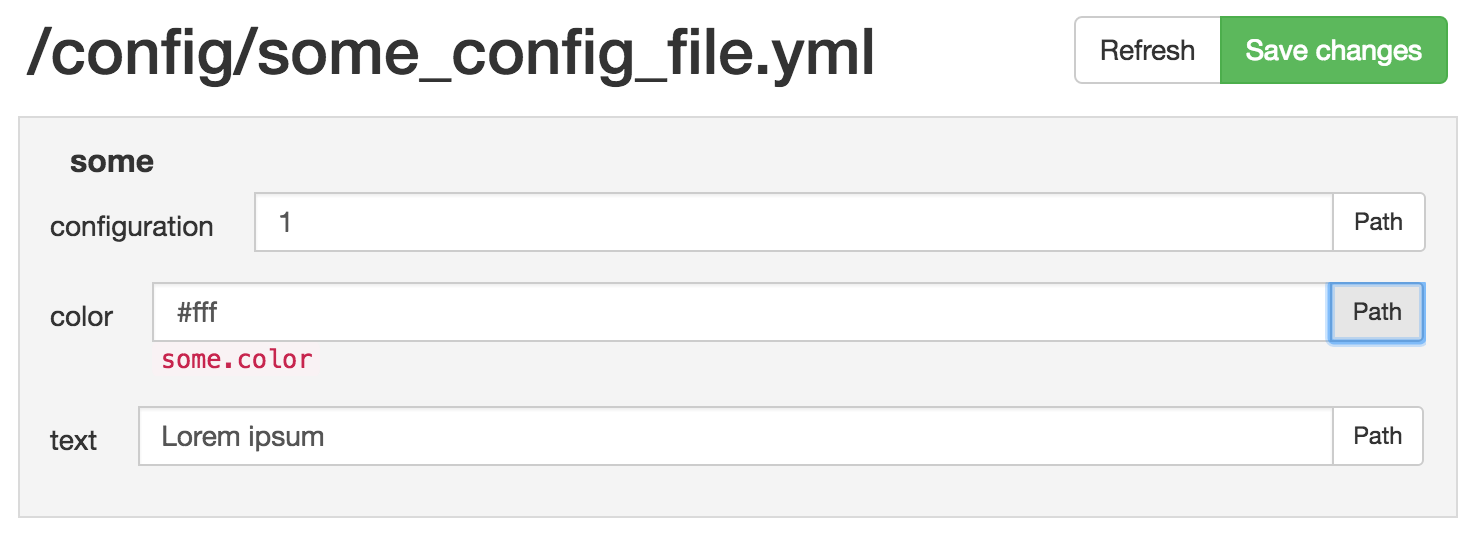 /config/some_config_file.yml
Refresh Save changes
some
configuration 1 Path
color #fff Path
some.color
text Lorem ipsum Path